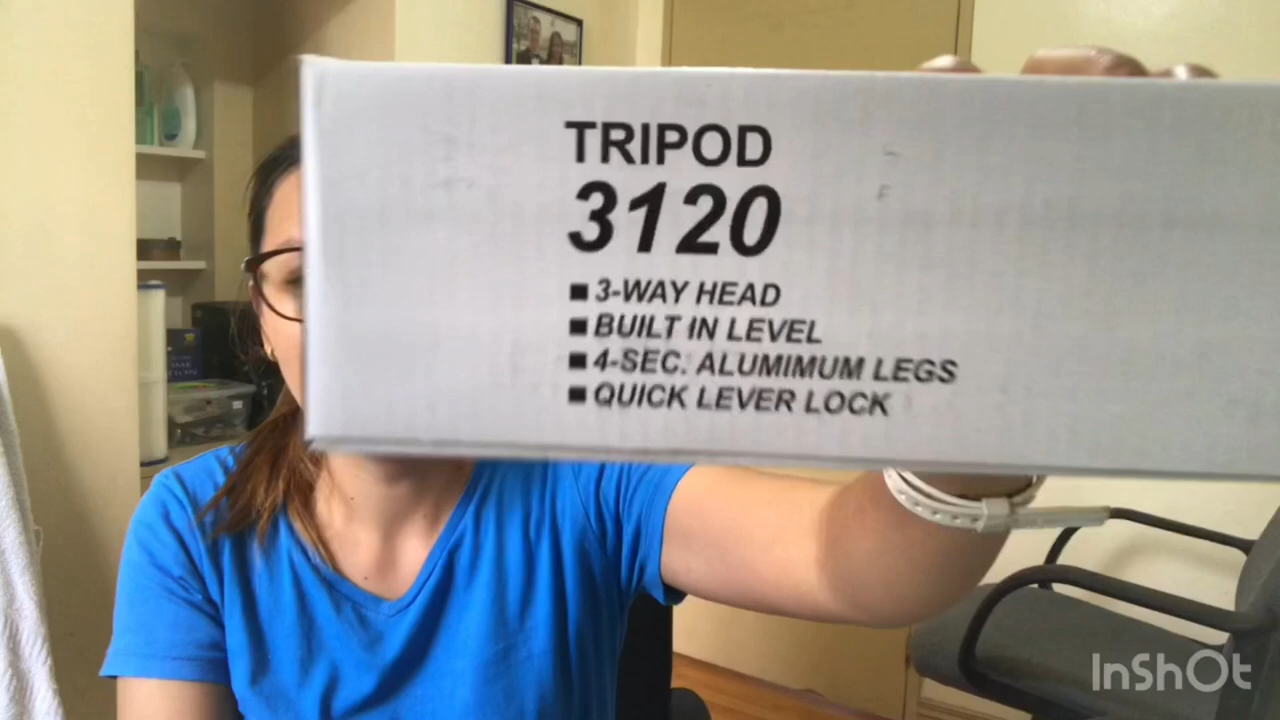 TRIPOD
3120
■ 3-WAY HEAD
■ BUILT IN LEVEL
■ 4-SEC. ALUMIMUM LEGS
■ QUICK LEVER LOCK
InShOt